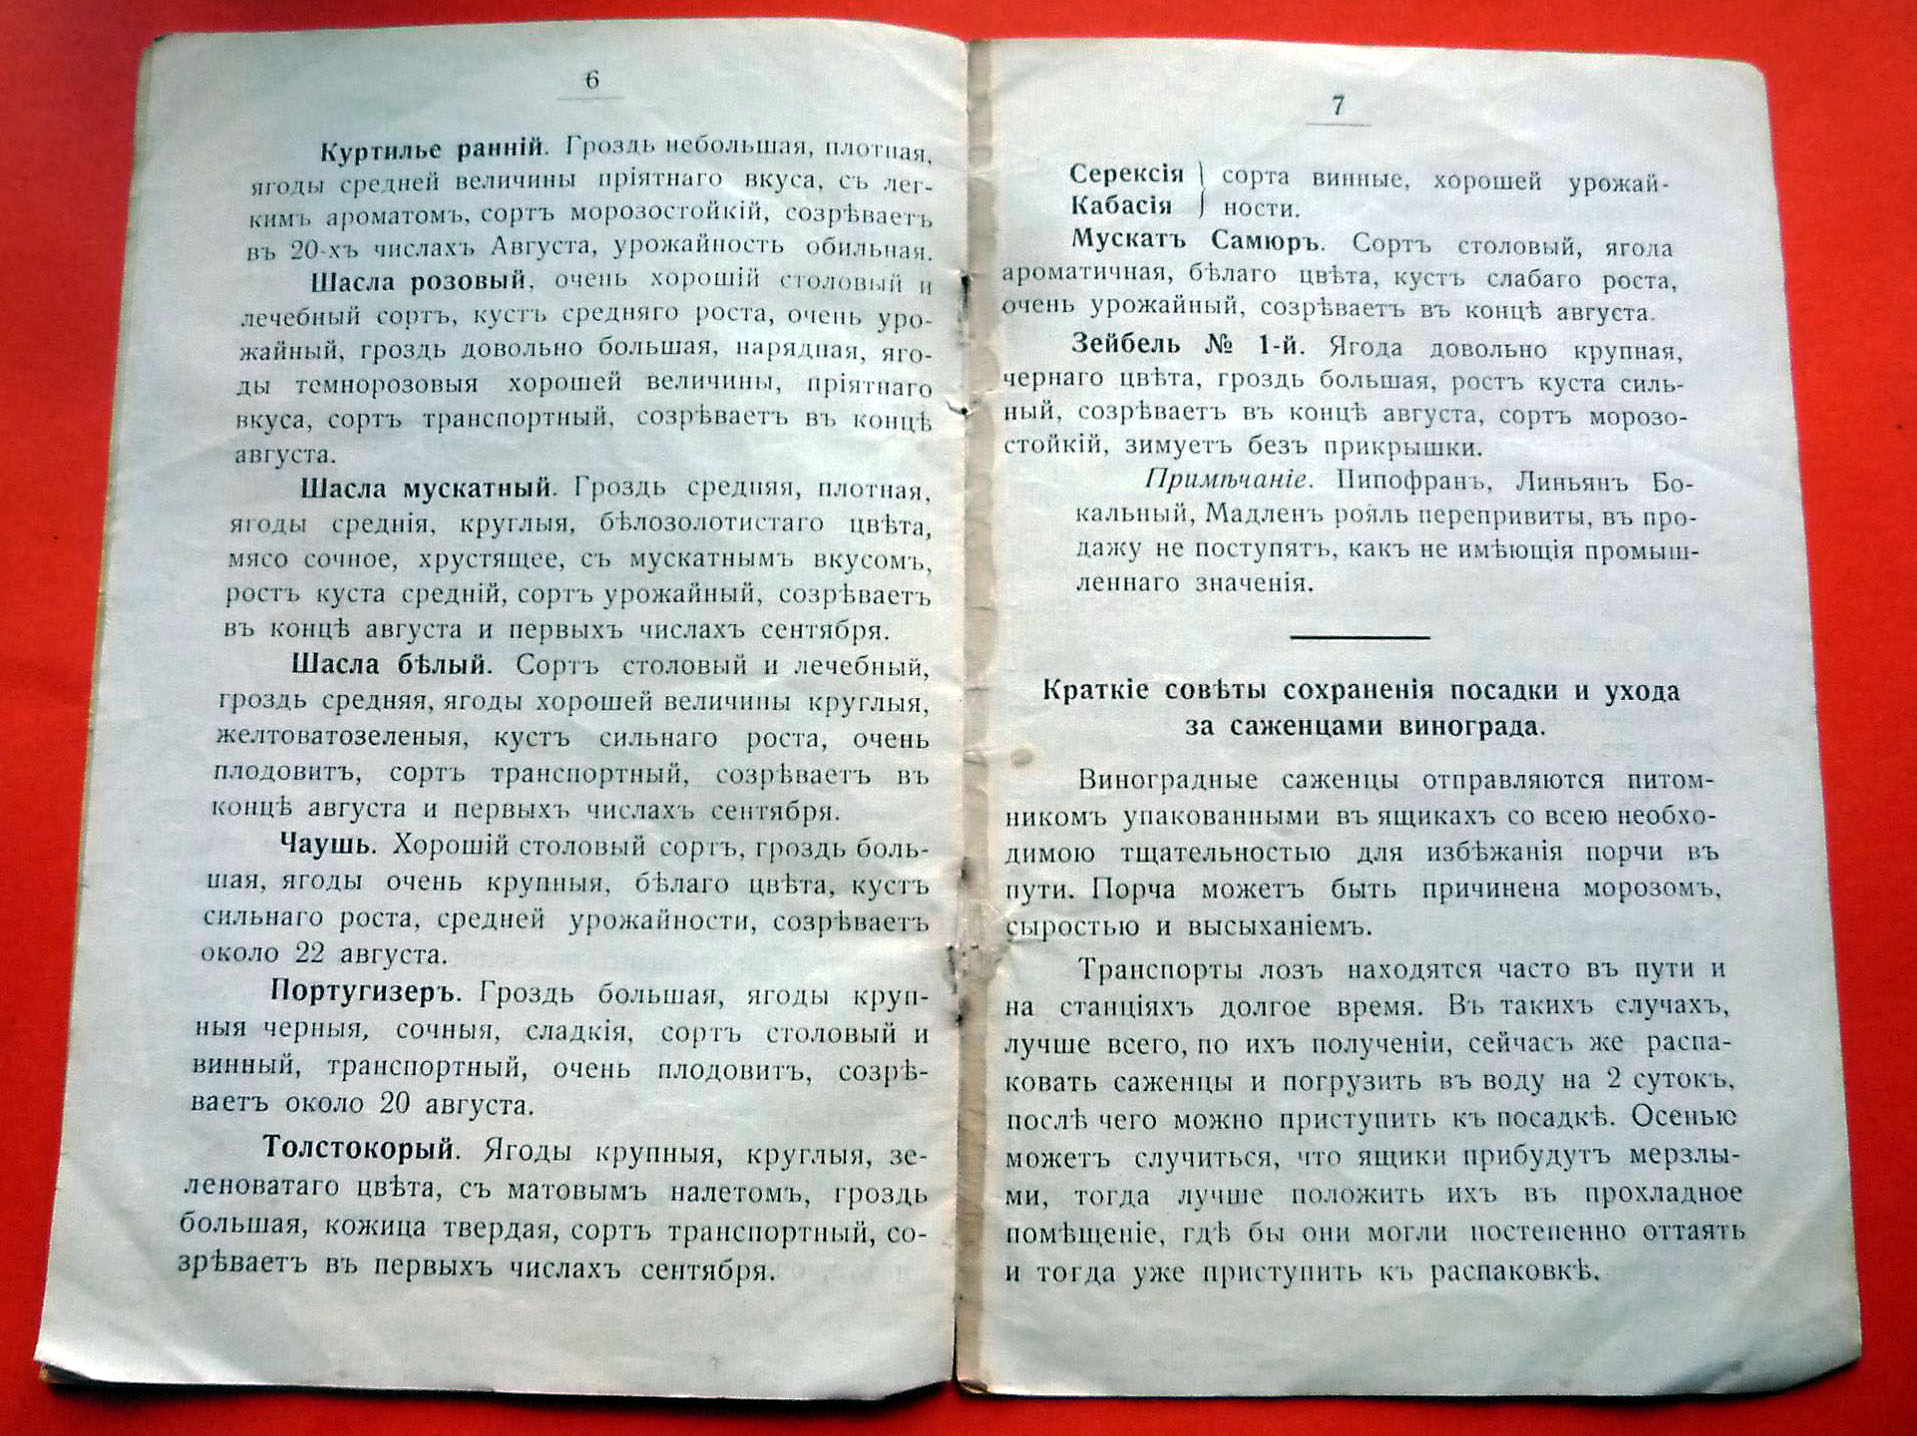 6
Куртилье ранній. Гроздь небольшая, плотная,
ягоды средней величины пріятнаго вкуса, съ лег-
кимъ ароматомъ, сортъ морозостойкій, созрѣваетъ
въ 20-хъ числахъ Августа, урожайность обильная.
Шасла розовый, очень хорошій столовый и
лечебный сортъ, кустъ средняго роста, очень уро-
жайный, гроздь довольно большая, нарядная, яго-
ды темнорозовыя хорошей величины, пріятнаго
вкуса, сортъ транспортный, созрѣваетъ въ концѣ
августа.
Шасла мускатный. Гроздь средняя, плотная,
ягоды среднія, круглыя, бѣлозолотистаго цвѣта,
мясо сочное, хрустящее, съ мускатнымъ вкусомъ,
ростъ куста средній, сортъ урожайный, созрѣваетъ
въ концѣ августа и первыхъ числахъ сентября.
Шасла бѣлый. Сортъ столовый и лечебный,
гроздь средняя, ягоды хорошей величины круглыя,
желтоватозеленыя, кустъ сильнаго роста, очень
плодовитъ, сортъ транспортный, созрѣваетъ въ
концѣ августа и первыхъ числахъ сентября.
Чаушь. Хорошій столовый сортъ, гроздь боль-
шая, ягоды очень крупныя, бѣлаго цвѣта, кустъ
сильнаго роста, средней урожайности, созрѣваетъ
около 22 августа.
Португизеръ. Гроздь большая, ягоды круп-
ныя черныя, сочныя, сладкія, сортъ столовый и
винный, транспортный, очень плодовитъ, созрѣ-
ваетъ около 20 августа.
Толстокорый. Ягоды крупныя, круглыя, зе-
леноватаго цвѣта, съ матовымъ налетомъ, гроздь
большая, кожица твердая, сортъ транспортный, со-
зрѣваетъ въ первыхъ числахъ сентября.
7
Серексія } сорта винные, хорошей урожай-
Кабасія } ности.
Мускатъ Самюръ. Сортъ столовый, ягода
ароматичная, бѣлаго цвѣта, кустъ слабаго роста,
очень урожайный, созрѣваетъ въ концѣ августа.
Зейбель № 1-й. Ягода довольно крупная,
чернаго цвѣта, гроздь большая, ростъ куста силь-
ный, созрѣваетъ въ концѣ августа, сортъ морозо-
стойкій, зимуетъ безъ прикрышки.
Примѣчаніе. Пипофранъ, Линьянъ Бо-
кальный, Мадленъ рояль перепривиты, въ про-
дажу не поступятъ, какъ не имѣющія промыш-
леннаго значенія.
Краткіе совѣты сохраненія посадки и ухода
за саженцами винограда.
Виноградные саженцы отправляются питом-
никомъ упакованными въ ящикахъ со всею необхо-
димою тщательностью для избѣжанія порчи въ
пути. Порча можетъ быть причинена морозомъ,
сыростью и высыханіемъ.
Транспорты лозъ находятся часто въ пути и
на станціяхъ долгое время. Въ такихъ случахъ,
лучше всего, по ихъ полученіи, сейчасъ же распа-
ковать саженцы и погрузить въ воду на 2 сутокъ,
послѣ чего можно приступить къ посадкѣ. Осенью
можетъ случиться, что ящики прибудутъ мерзлы-
ми, тогда лучше положить ихъ въ прохладное
помѣщеніе, гдѣ бы они могли постепенно оттаять
и тогда уже приступить къ распаковкѣ.